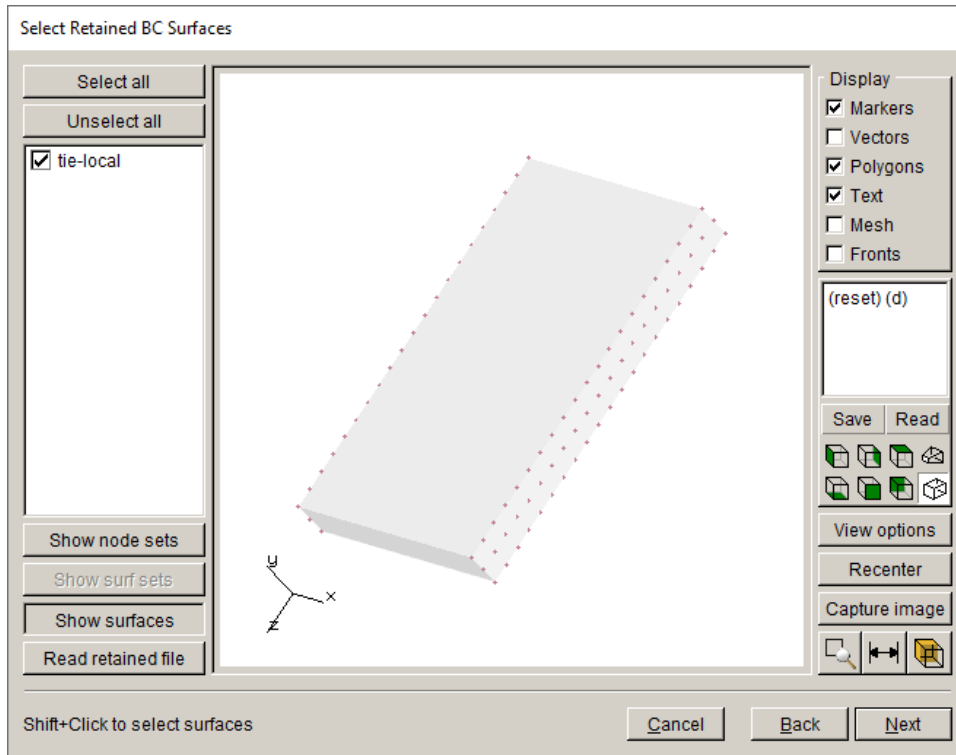 Select Retained BC Surfaces
Select all
Unselect all
tie-local
Show node sets
Show surf sets
Show surfaces
Read retained file
y
x
z
Display
Markers
Vectors
Polygons
Text
Mesh
Fronts
(reset) (d)
Save Read
View options
Recenter
Capture image
Shift+Click to select surfaces
Cancel Back Next